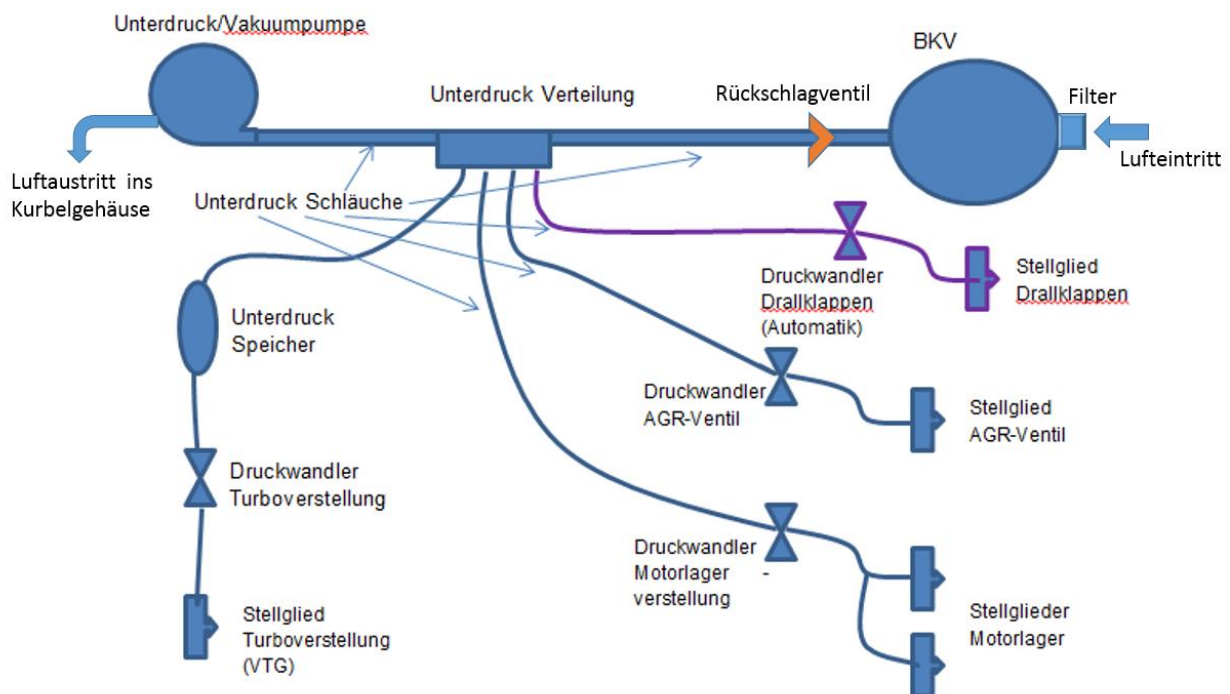 Unterdruck/Vakuumpumpe
BKV
Unterdruck Verteilung
Rückschlagventil
Filter
Lufteintritt
Luftaustritt ins
Kurbelgehäuse
Unterdruck Schläuche
Druckwandler
Drallklappen
(Automatik)
Stellglied
Drallklappen
Unterdruck
Speicher
Druckwandler
AGR-Ventil
Stellglied
AGR-Ventil
Druckwandler
Turboverstellung
Druckwandler
Motorlager -
verstellung
Stellglied
Turboverstellung
(VTG)
Stellglieder
Motorlager